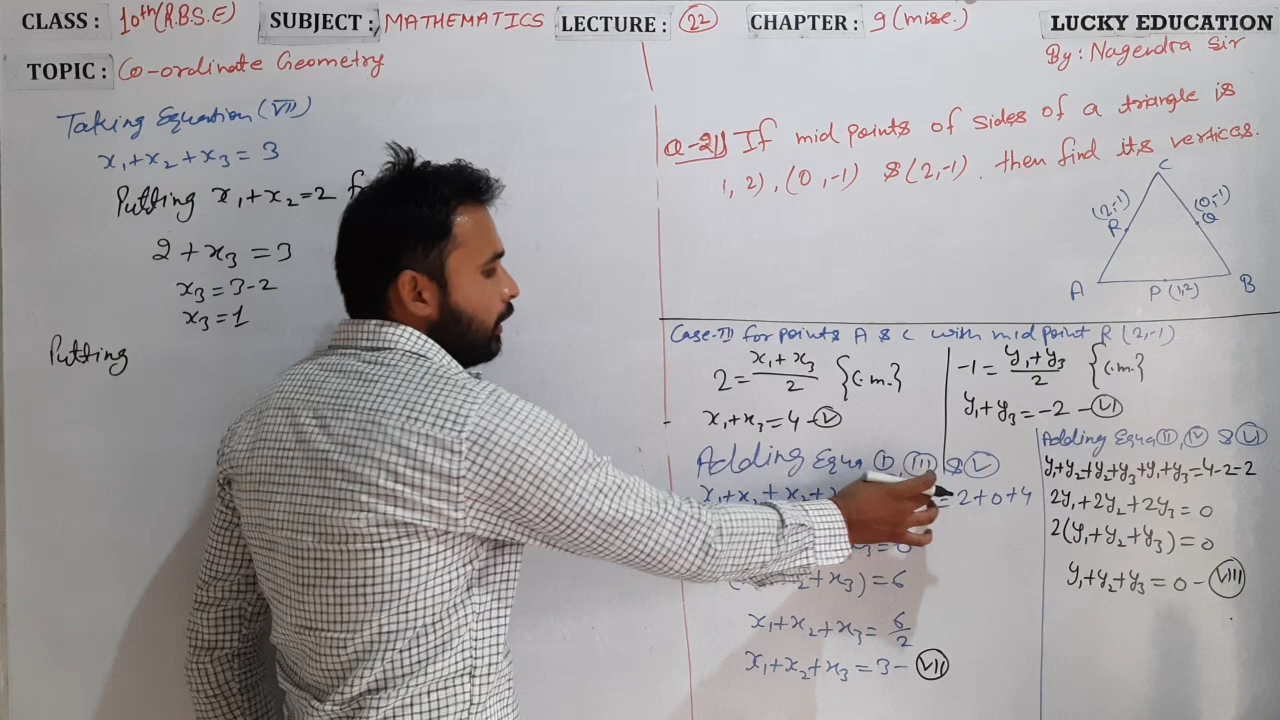 CLASS : 10th (R.B.S.E) SUBJECT : MATHEMATICS LECTURE : 22 CHAPTER : 9 (misc.) LUCKY EDUCATION
By : Nagendra Sir
TOPIC : Co-ordinate Geometry
Taking Equation (VII)
x₁+x₂+x₃ = 3
Putting x₁+x₂=2
2+x₃ = 3
x₃ = 3-2
x₃ = 1
Putting
Q-21) If mid points of sides of a triangle is
1, 2), (0, -1) & (2, -1). then find its vertices.
C
(2,-1) (0,-1)
R Q
A P (1,2) B
Case-III for points A & C with mid point R (2,-1)
2 = x₁+x₃/2 {c.m.}
x₁+x₃ = 4 - V
-1 = y₁+y₃/2 {c.m.}
y₁+y₃ = -2 - VI
Adding Equa I, III & V
x₁+x₂+x₂+ = 2+0+4
= 6
₂+x₃) = 6
x₁+x₂+x₃ = 6/2
x₁+x₂+x₃ = 3 - VII
Adding Equa II, IV & VI
y₁+y₂+y₂+y₃+y₁+y₃ = 4-2-2
2y₁+2y₂+2y₃ = 0
2(y₁+y₂+y₃) = 0
y₁+y₂+y₃ = 0 - VIII